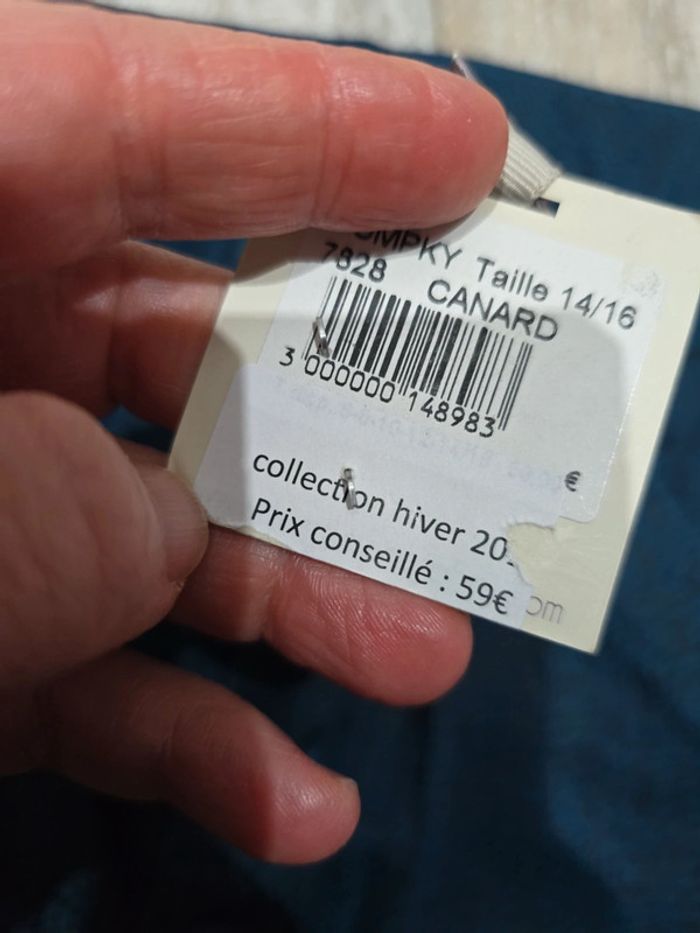 Taille 14/16
7828 CANARD
3 000000 148983
€
collection hiver
Prix conseillé : 59€